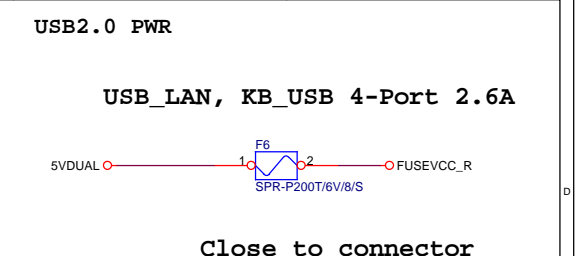 USB2.0 PWR
USB_LAN, KB_USB 4-Port 2.6A
F6
5VDUAL 1 2 FUSEVCC_R
SPR-P200T/6V/8/S
D
Close to connector